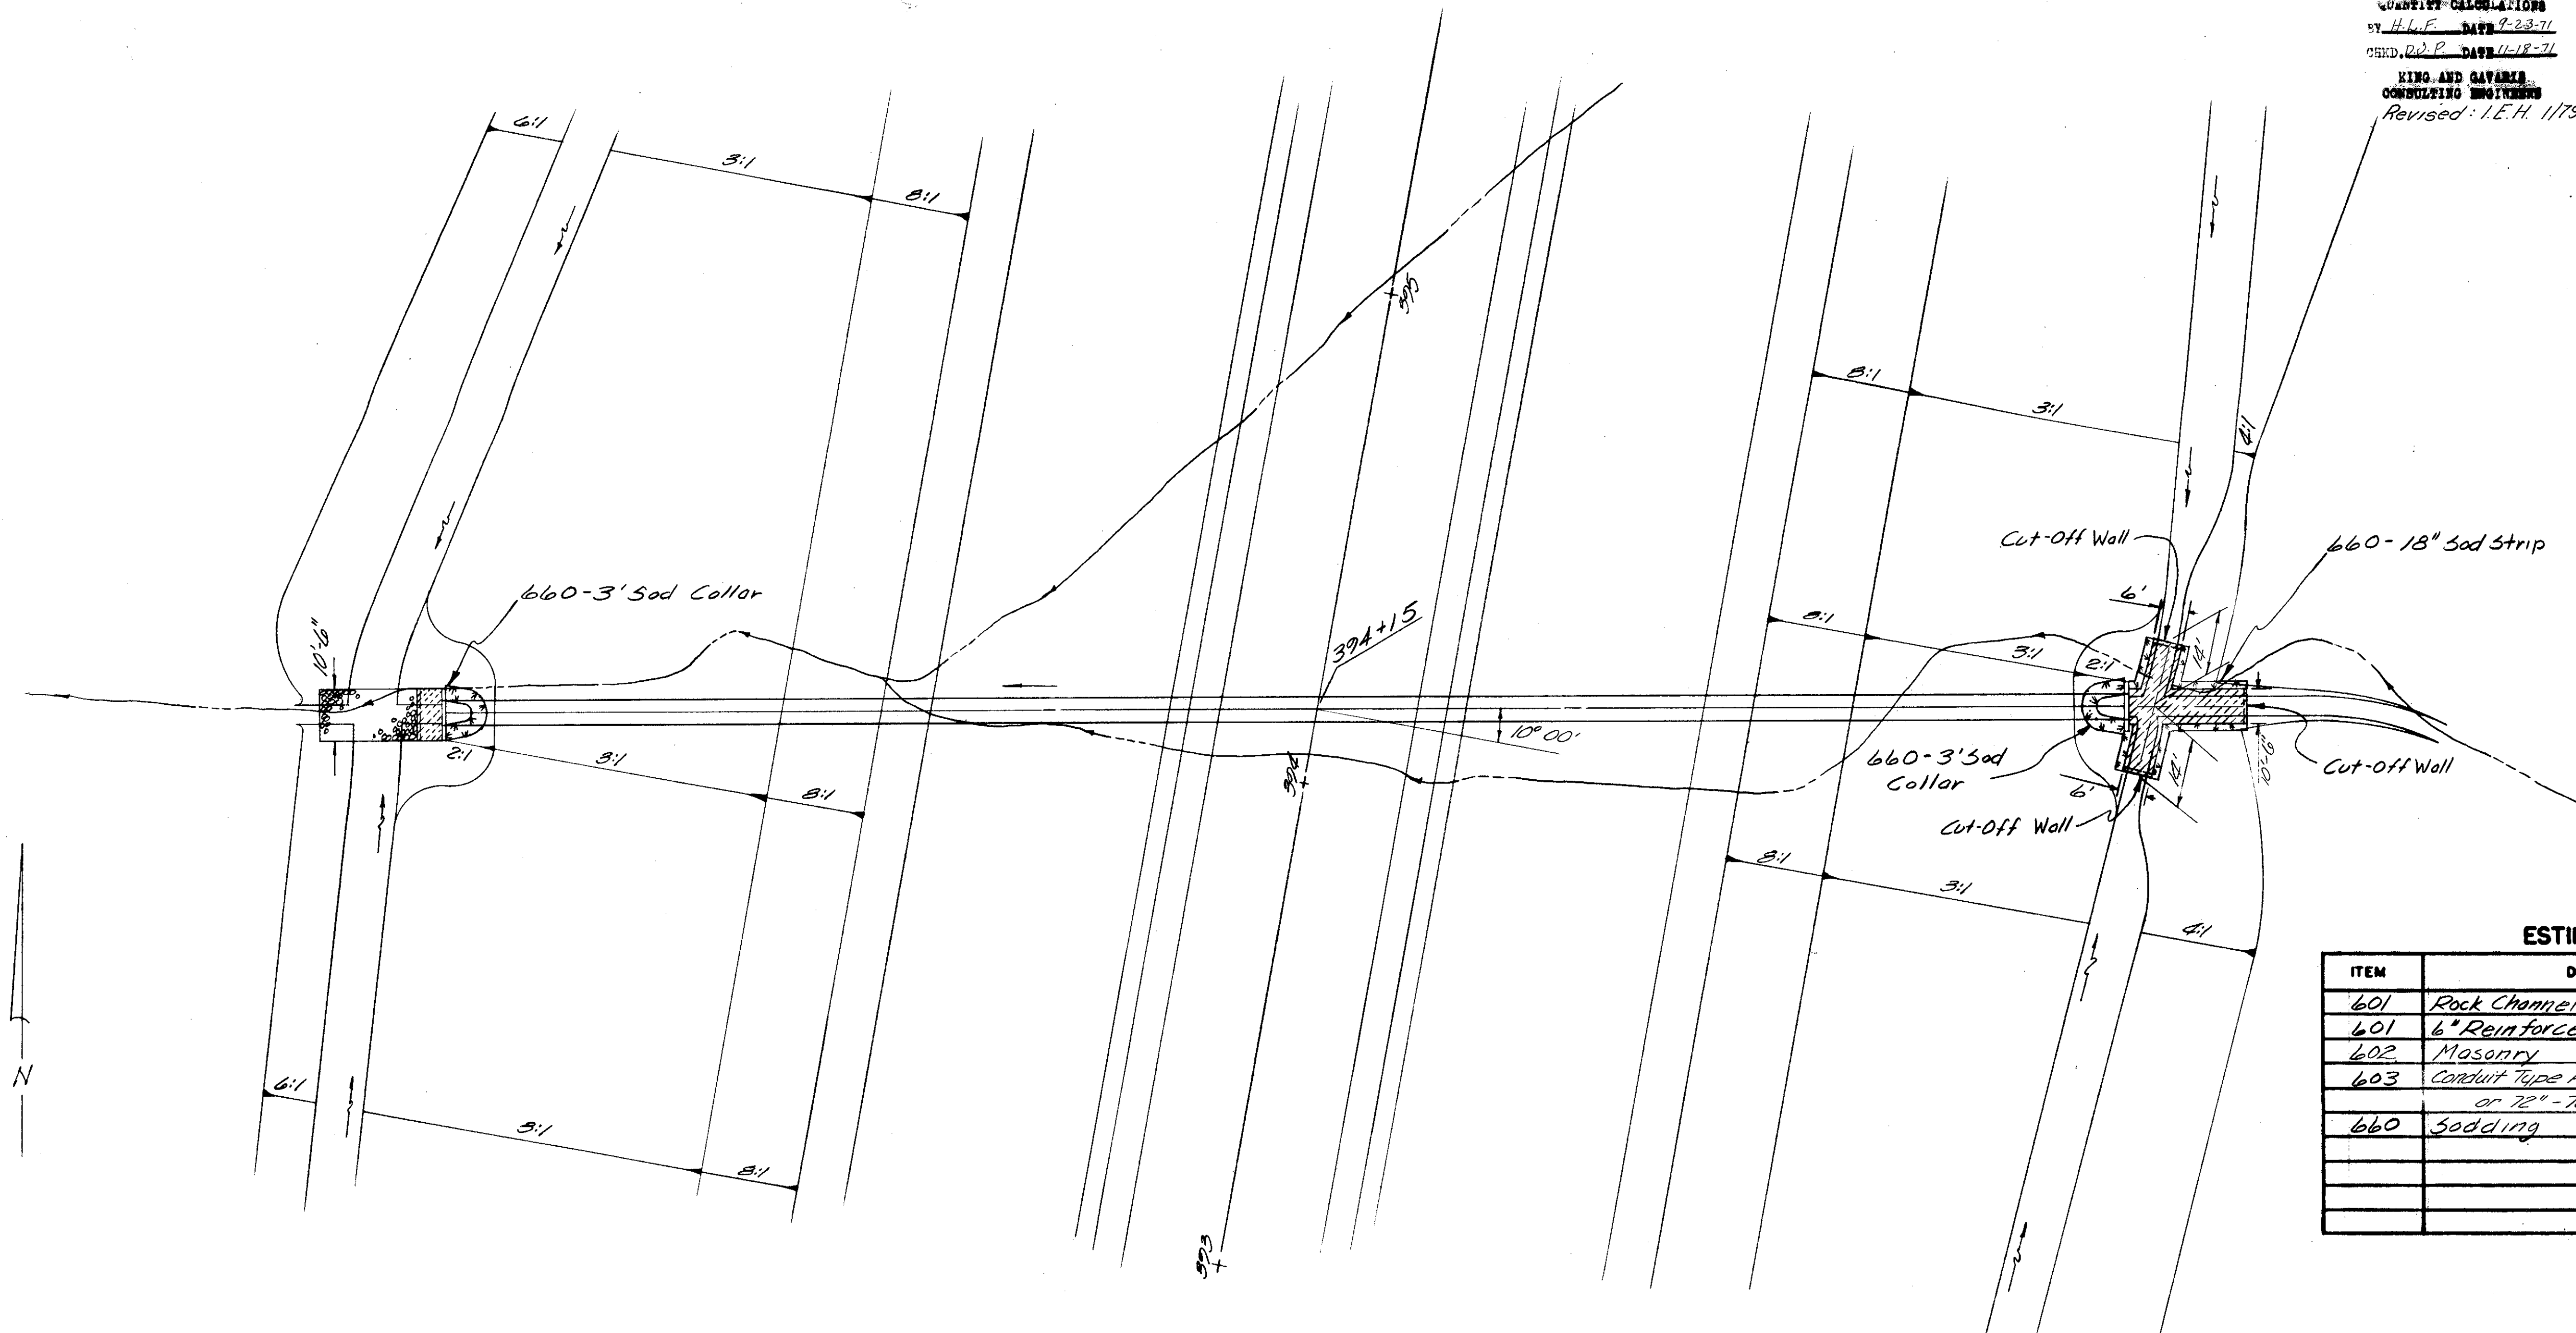 QUANTITY CALCULATIONS
BY H.L.F. DATE 9-23-71
CHKD. D.J.P. DATE 11-18-71
KING AND GAVARIS
CONSULTING ENGINEERS
Revised: I.E.H. 1/79
6:1
3:1
8:1
395
8:1
3:1
4:1
Cut-Off Wall
660-18" Sod Strip
660-3' Sod Collar
6'
8:1
394+15
14'
3:1
2:1
10'-6"
10° 00'
2:1
3:1
8:1
394
660-3' Sod
Collar
6'
14'
Cut-Off Wall
Cut-Off Wall
8:1
3:1
4:1
N
6:1
3:1
8:1
393
ITEM
601 Rock Channel
601 6" Reinforce
602 Masonry
603 Conduit Type
or 72"
660 Sodding